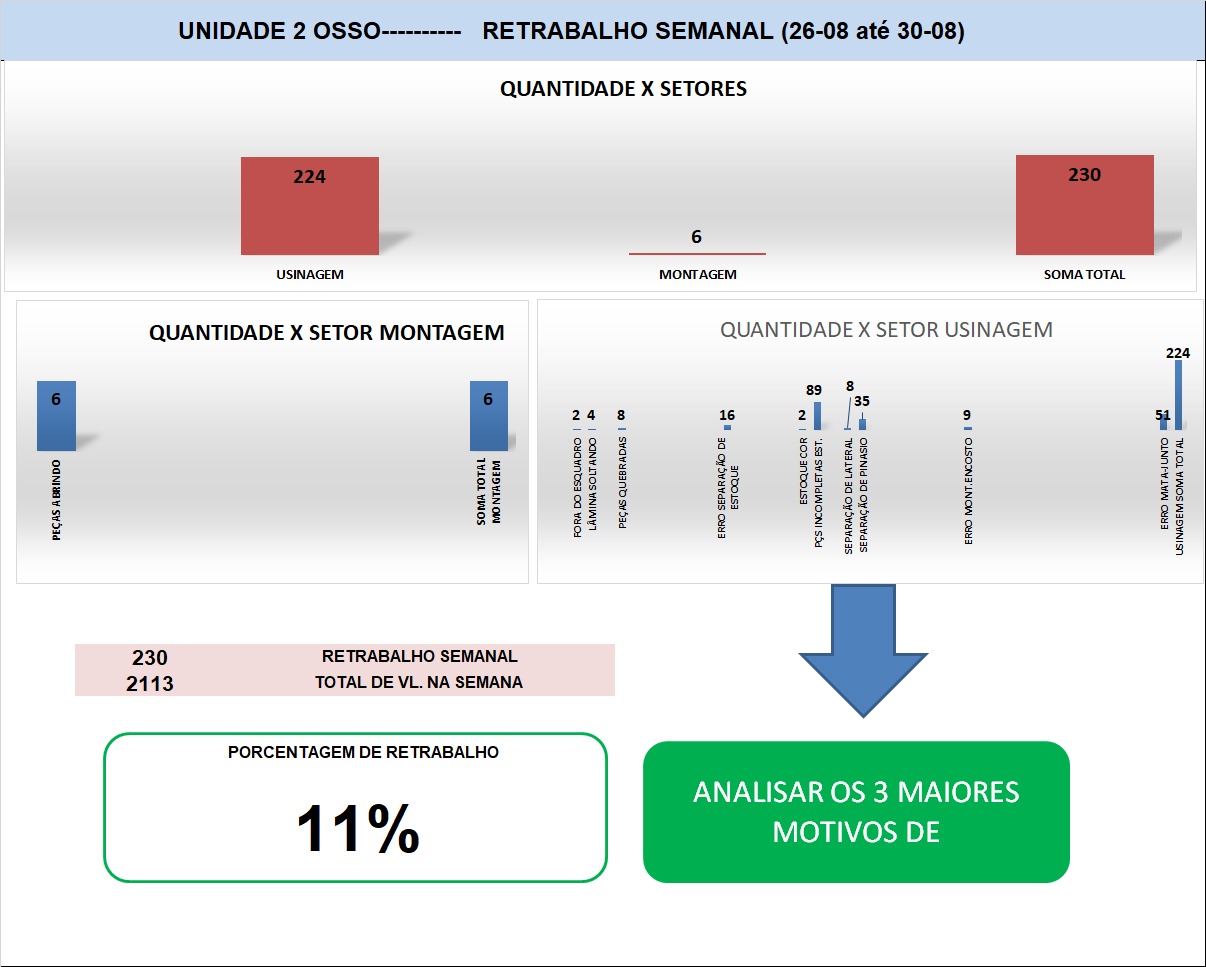 UNIDADE 2 OSSO---------- RETRABALHO SEMANAL (26-08 até 30-08)
QUANTIDADE X SETORES
224
6
230
USINAGEM
MONTAGEM
SOMA TOTAL
QUANTIDADE X SETOR MONTAGEM
6
6
PEÇAS ABRINDO
SOMA TOTAL
MONTAGEM
QUANTIDADE X SETOR USINAGEM
2
4
8
16
2
89
8
35
9
51
224
FORA DO ESQUADRO
LÂMINA SOLTANDO
PEÇAS QUEBRADAS
ERRO SEPARAÇÃO DE
ESTOQUE
ESTOQUE COR
PÇS INCOMPLETAS EST.
SEPARAÇÃO DE LATERAL
SEPARAÇÃO DE PINASIO
ERRO MONT.ENCOSTO
ERRO MATA-JUNTO
USINAGEM SOMA TOTAL
230 RETRABALHO SEMANAL
2113 TOTAL DE VL. NA SEMANA
PORCENTAGEM DE RETRABALHO
11%
ANALISAR OS 3 MAIORES
MOTIVOS DE